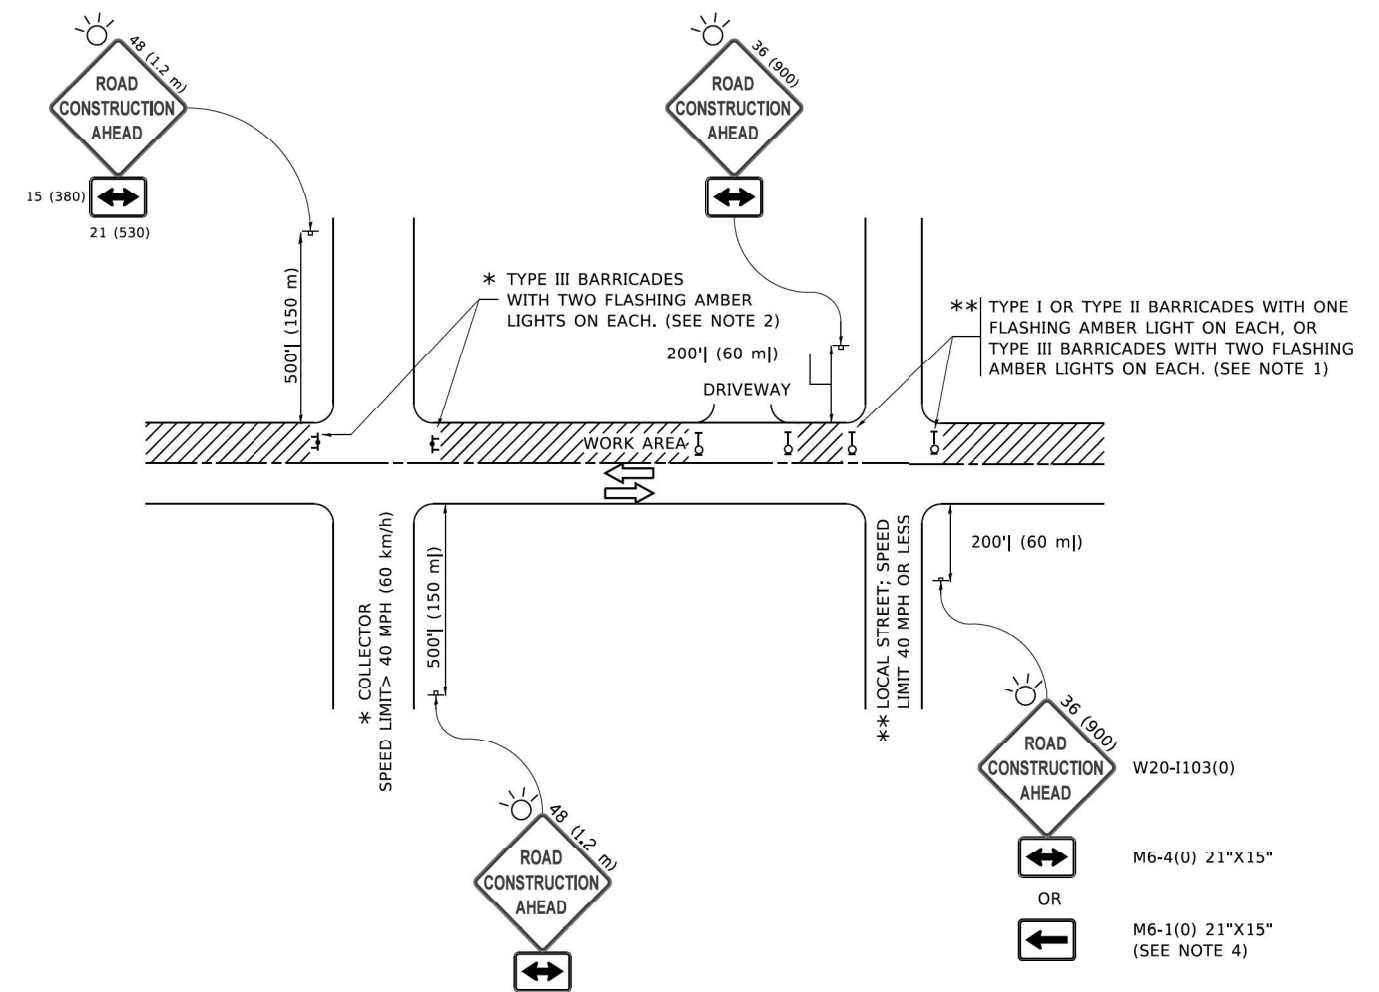 48 (1.2 m)
ROAD
CONSTRUCTION
AHEAD
15 (380)
21 (530)
36 (900)
ROAD
CONSTRUCTION
AHEAD
500'| (150 m)
* TYPE III BARRICADES
WITH TWO FLASHING AMBER
LIGHTS ON EACH. (SEE NOTE 2)
200'| (60 m|)
DRIVEWAY
** TYPE I OR TYPE II BARRICADES WITH ONE
FLASHING AMBER LIGHT ON EACH, OR
TYPE III BARRICADES WITH TWO FLASHING
AMBER LIGHTS ON EACH. (SEE NOTE 1)
WORK AREA
* COLLECTOR
SPEED LIMIT> 40 MPH (60 km/h)
500'| (150 m|)
** LOCAL STREET; SPEED
LIMIT 40 MPH OR LESS
200'| (60 m|)
48 (1.2 m)
ROAD
CONSTRUCTION
AHEAD
36 (900)
ROAD
CONSTRUCTION
AHEAD
W20-I103(0)
M6-4(0) 21"X15"
OR
M6-1(0) 21"X15"
(SEE NOTE 4)